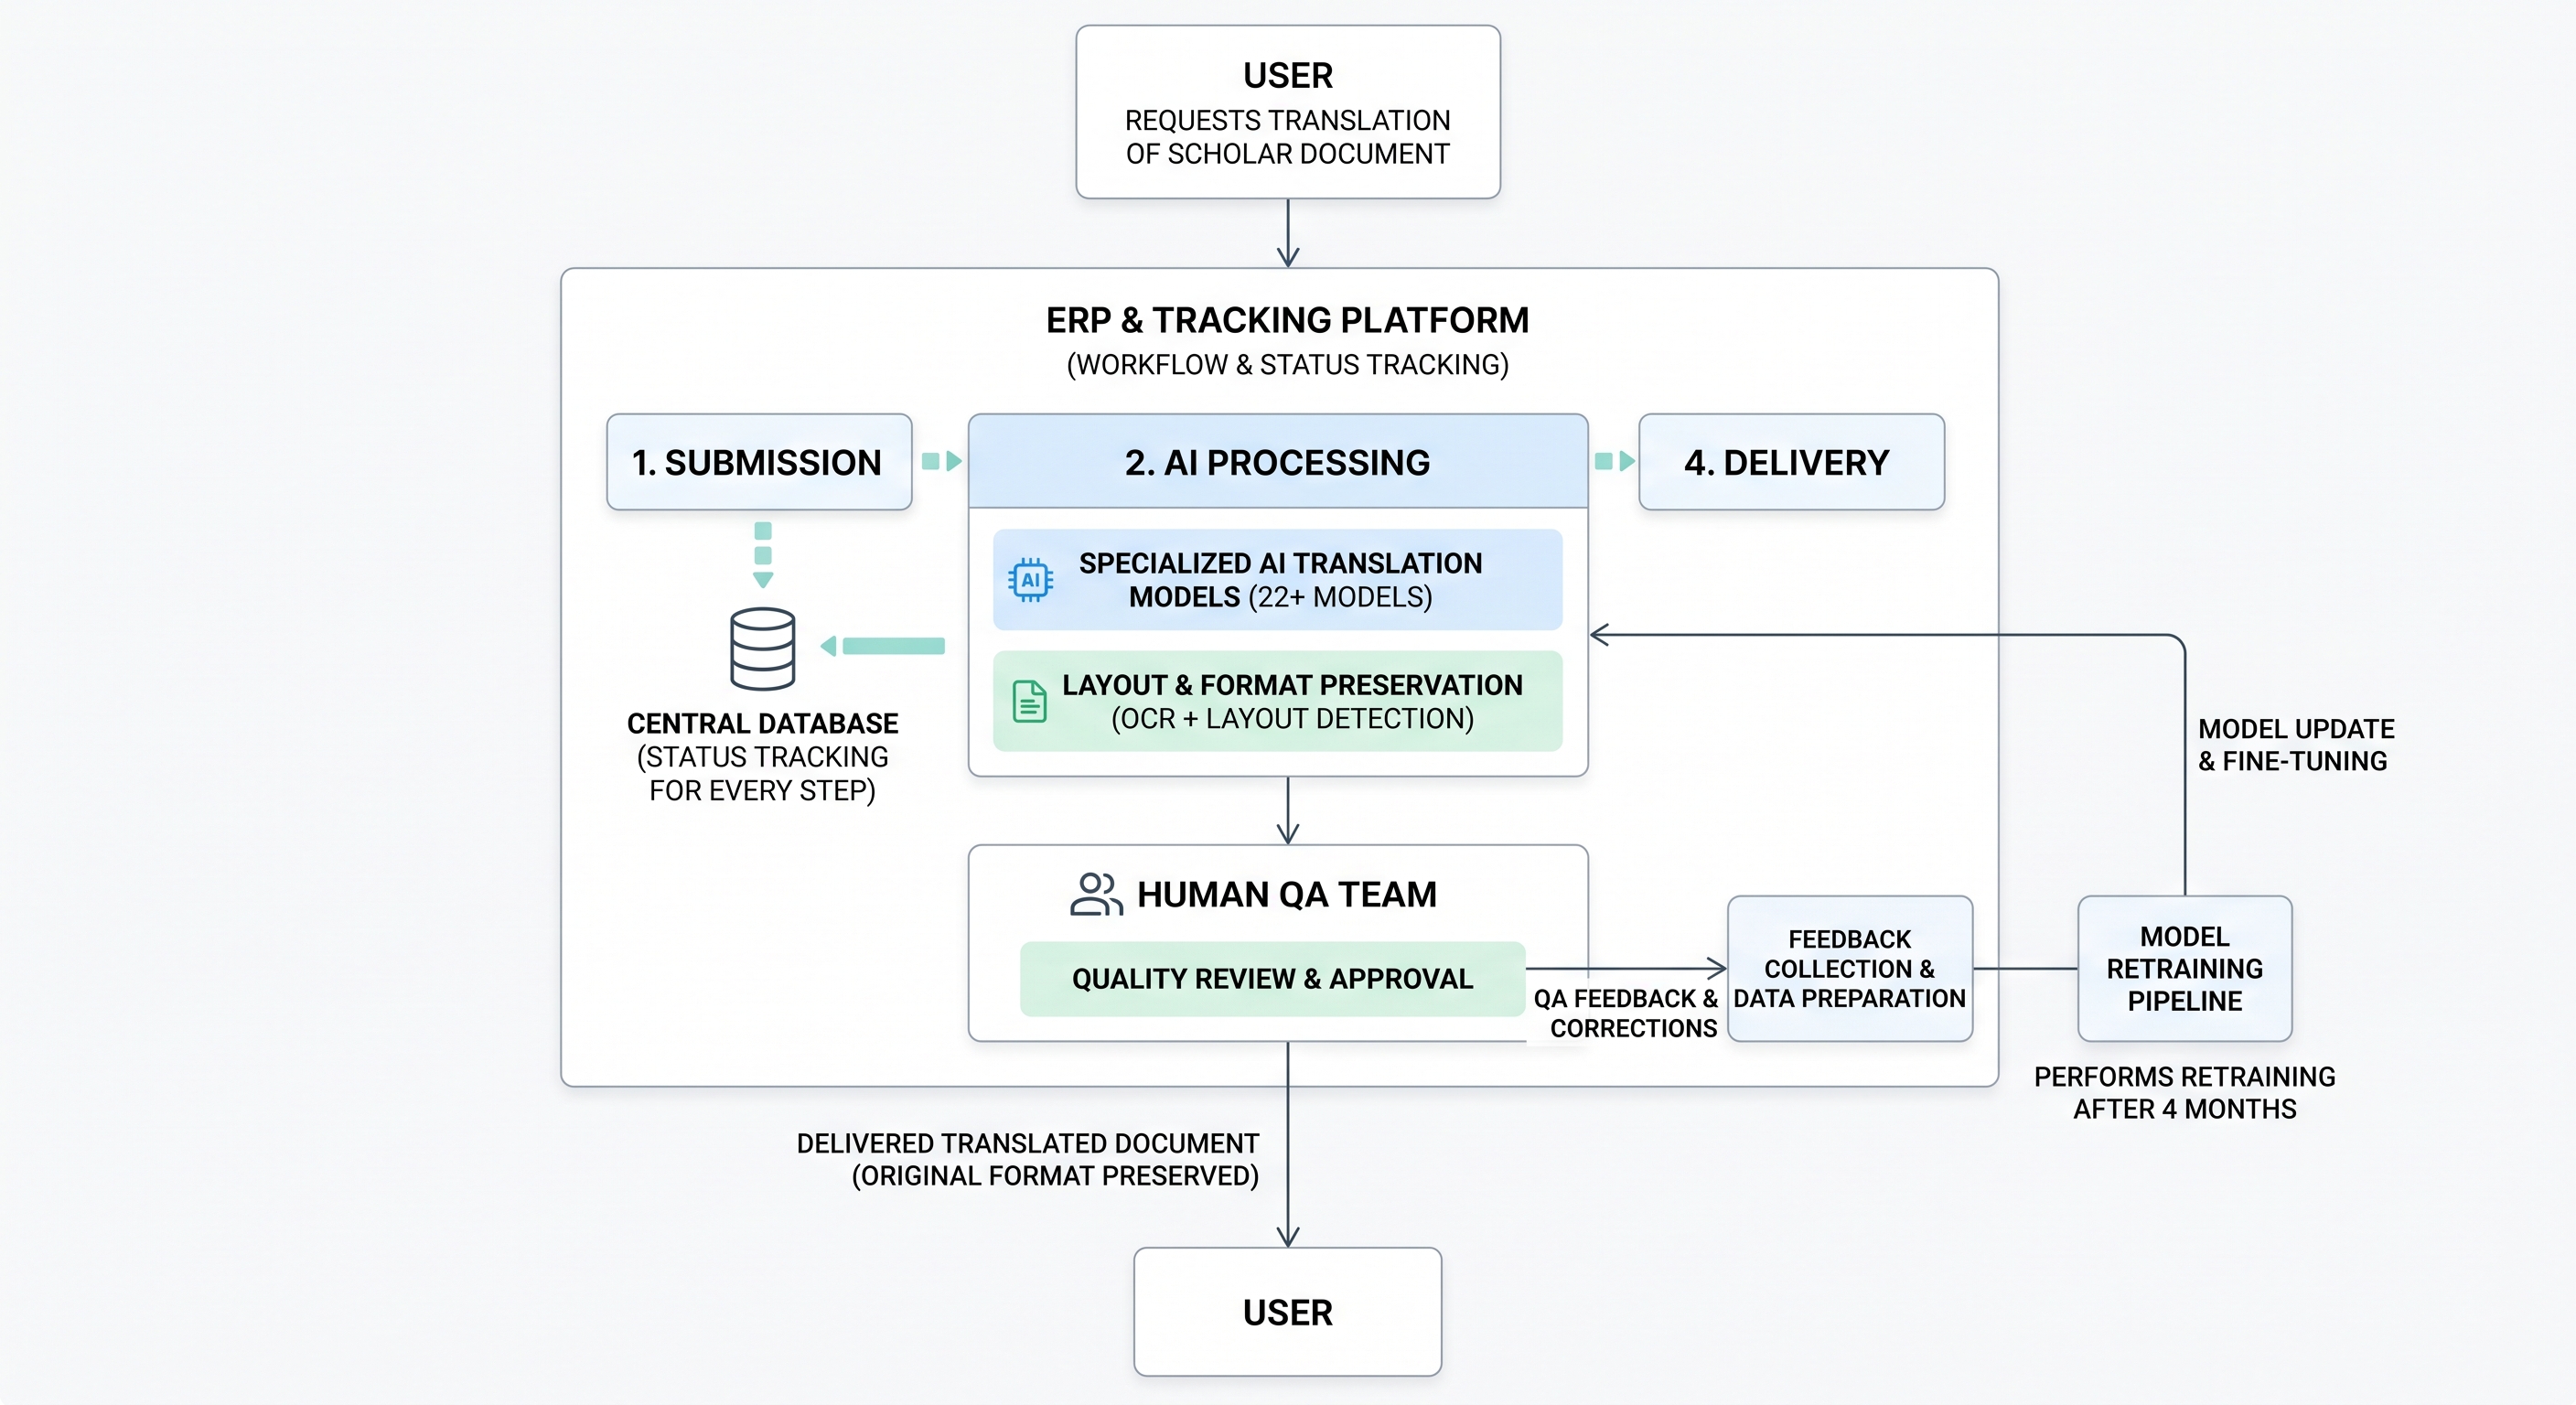 USER
REQUESTS TRANSLATION
OF SCHOLAR DOCUMENT
ERP & TRACKING PLATFORM
(WORKFLOW & STATUS TRACKING)
1. SUBMISSION
2. AI PROCESSING
4. DELIVERY
AI
SPECIALIZED AI TRANSLATION
MODELS (22+ MODELS)
LAYOUT & FORMAT PRESERVATION
(OCR + LAYOUT DETECTION)
CENTRAL DATABASE
(STATUS TRACKING
FOR EVERY STEP)
MODEL UPDATE
& FINE-TUNING
HUMAN QA TEAM
QUALITY REVIEW & APPROVAL
QA FEEDBACK &
CORRECTIONS
FEEDBACK
COLLECTION &
DATA PREPARATION
MODEL
RETRAINING
PIPELINE
PERFORMS RETRAINING
AFTER 4 MONTHS
DELIVERED TRANSLATED DOCUMENT
(ORIGINAL FORMAT PRESERVED)
USER